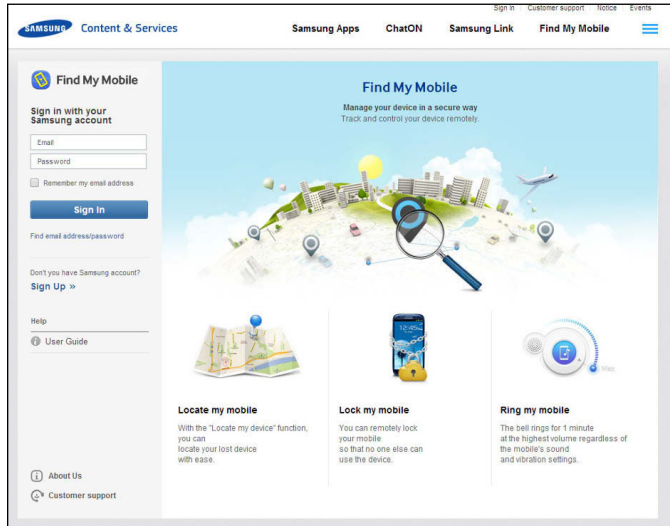 Sign In Customer support Notice Events
SAMSUNG Content & Services
Samsung Apps ChatON Samsung Link Find My Mobile
Find My Mobile
Sign in with your
Samsung account
Email
Password
Remember my email address
Sign In
Find email address/password
Don't you have Samsung account?
Sign Up »
Help
User Guide
About Us
Customer support
Find My Mobile
Manage your device in a secure way
Track and control your device remotely.
12:45
Max
Locate my mobile
With the "Locate my device" function,
you can
locate your lost device
with ease.
Lock my mobile
You can remotely lock
your mobile
so that no one else can
use the device.
Ring my mobile
The bell rings for 1 minute
at the highest volume regardless of
the mobile's sound
and vibration settings.